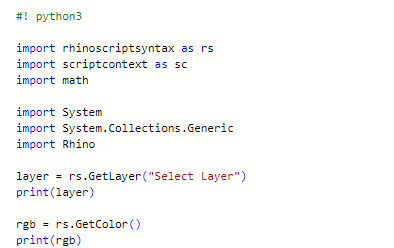 #! python3
import rhinoscriptsyntax as rs
import scriptcontext as sc
import math
import System
import System.Collections.Generic
import Rhino
layer = rs.GetLayer("Select Layer")
print(layer)
rgb = rs.GetColor()
print(rgb)